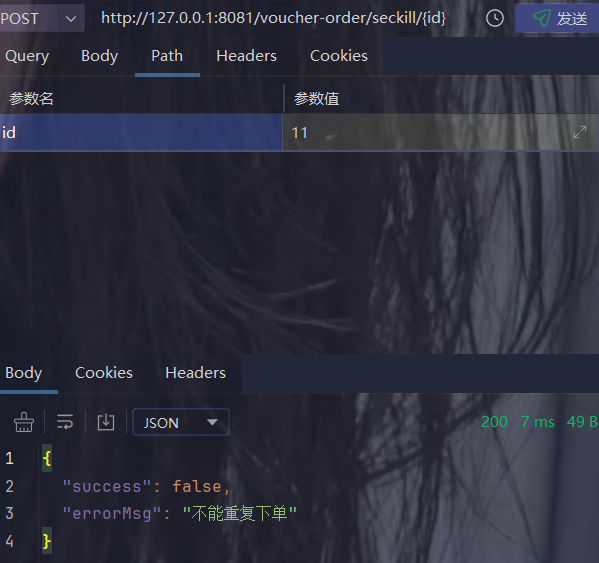 POST http://127.0.0.1:8081/voucher-order/seckill/{id} 发送
Query Body Path Headers Cookies
参数名 参数值
id 11
Body Cookies Headers
JSON 200 7 ms 49 B
1 {
2 "success": false,
3 "errorMsg": "不能重复下单"
4 }